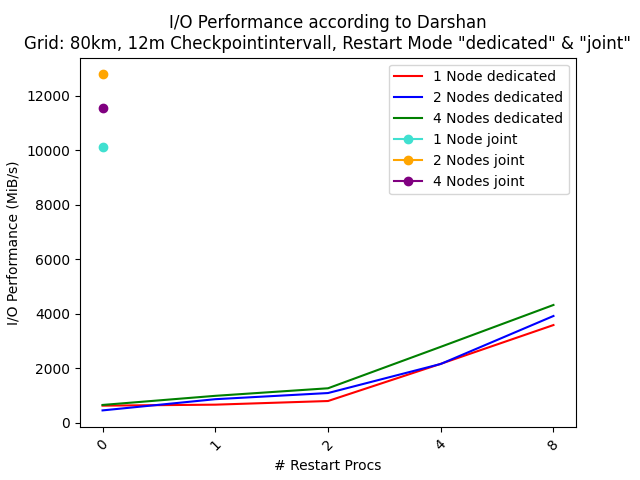 I/O Performance according to Darshan
Grid: 80km, 12m Checkpointintervall, Restart Mode "dedicated" & "joint"
I/O Performance (MiB/s)
12000
10000
8000
6000
4000
2000
0
1 Node dedicated
2 Nodes dedicated
4 Nodes dedicated
1 Node joint
2 Nodes joint
4 Nodes joint
0
1
2
4
8
# Restart Procs